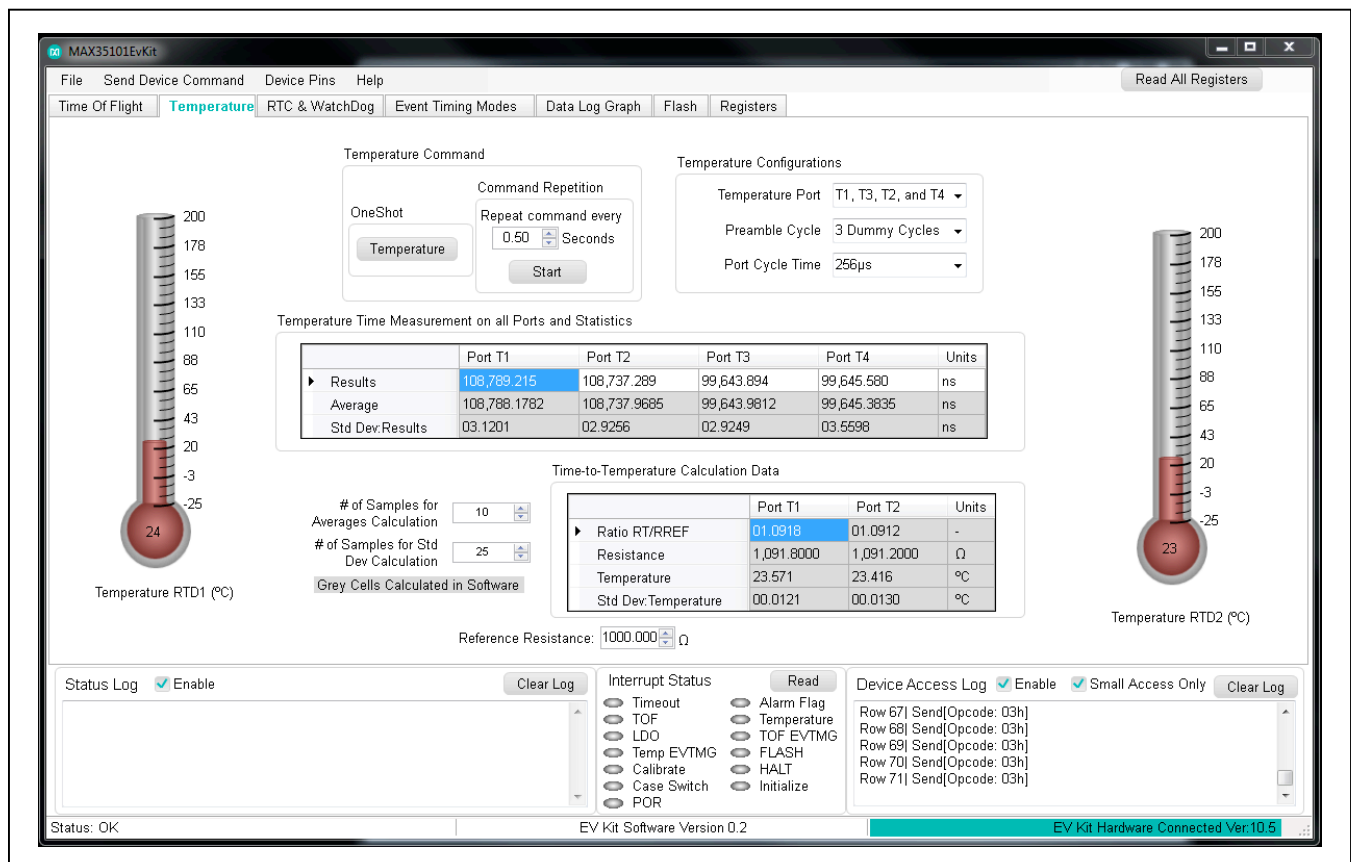 MAX35101EvKit
File Send Device Command Device Pins Help Read All Registers
Time Of Flight Temperature RTC & WatchDog Event Timing Modes Data Log Graph Flash Registers
Temperature Command
OneShot
Temperature
Command Repetition
Repeat command every
0.50 Seconds
Start
Temperature Configurations
Temperature Port T1, T3, T2, and T4
Preamble Cycle 3 Dummy Cycles
Port Cycle Time 256µs
200
178
155
133
110
88
65
43
20
-3
-25
24
Temperature RTD1 (ºC)
Temperature Time Measurement on all Ports and Statistics
Port T1 Port T2 Port T3 Port T4 Units
Results 108,789.215 108,737.289 99,643.894 99,645.580 ns
Average 108,788.1782 108,737.9685 99,643.9812 99,645.3835 ns
Std Dev:Results 03.1201 02.9256 02.9249 03.5598 ns
# of Samples for
Averages Calculation
10
# of Samples for Std
Dev Calculation
25
Grey Cells Calculated in Software
Time-to-Temperature Calculation Data
Port T1 Port T2 Units
Ratio RT/RREF 01.0918 01.0912 -
Resistance 1,091.8000 1,091.2000 Ω
Temperature 23.571 23.416 ºC
Std Dev:Temperature 00.0121 00.0130 ºC
Reference Resistance: 1000.000 Ω
200
178
155
133
110
88
65
43
20
-3
-25
23
Temperature RTD2 (ºC)
Status Log Enable Clear Log
Interrupt Status Read
Timeout Alarm Flag
TOF Temperature
LDO TOF EVTMG
Temp EVTMG FLASH
Calibrate HALT
Case Switch Initialize
POR
Device Access Log Enable Small Access Only Clear Log
Row 67| Send[Opcode: 03h]
Row 68| Send[Opcode: 03h]
Row 69| Send[Opcode: 03h]
Row 70| Send[Opcode: 03h]
Row 71| Send[Opcode: 03h]
Status: OK EV Kit Software Version 0.2 EV Kit Hardware Connected Ver:10.5